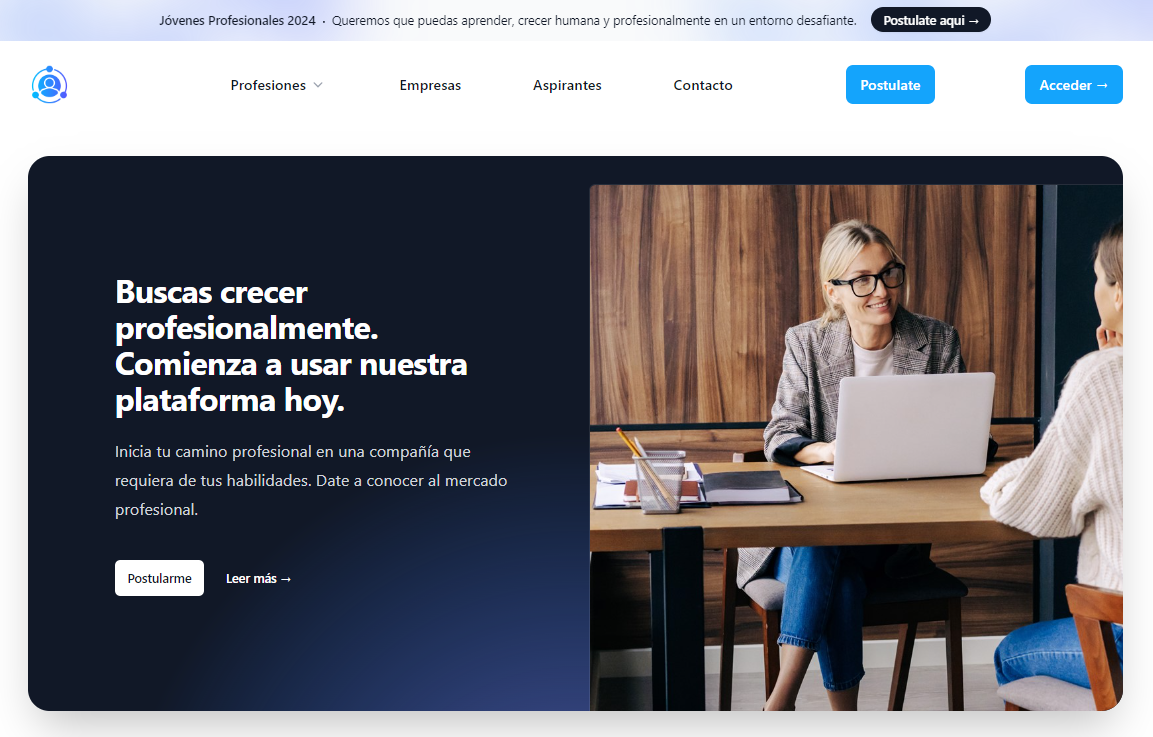 Jóvenes Profesionales 2024 · Queremos que puedas aprender, crecer humana y profesionalmente en un entorno desafiante. Postulate aqui →
Profesiones Empresas Aspirantes Contacto Postulate Acceder →
Buscas crecer
profesionalmente.
Comienza a usar nuestra
plataforma hoy.
Inicia tu camino profesional en una compañía que
requiera de tus habilidades. Date a conocer al mercado
profesional.
Postularme Leer más →